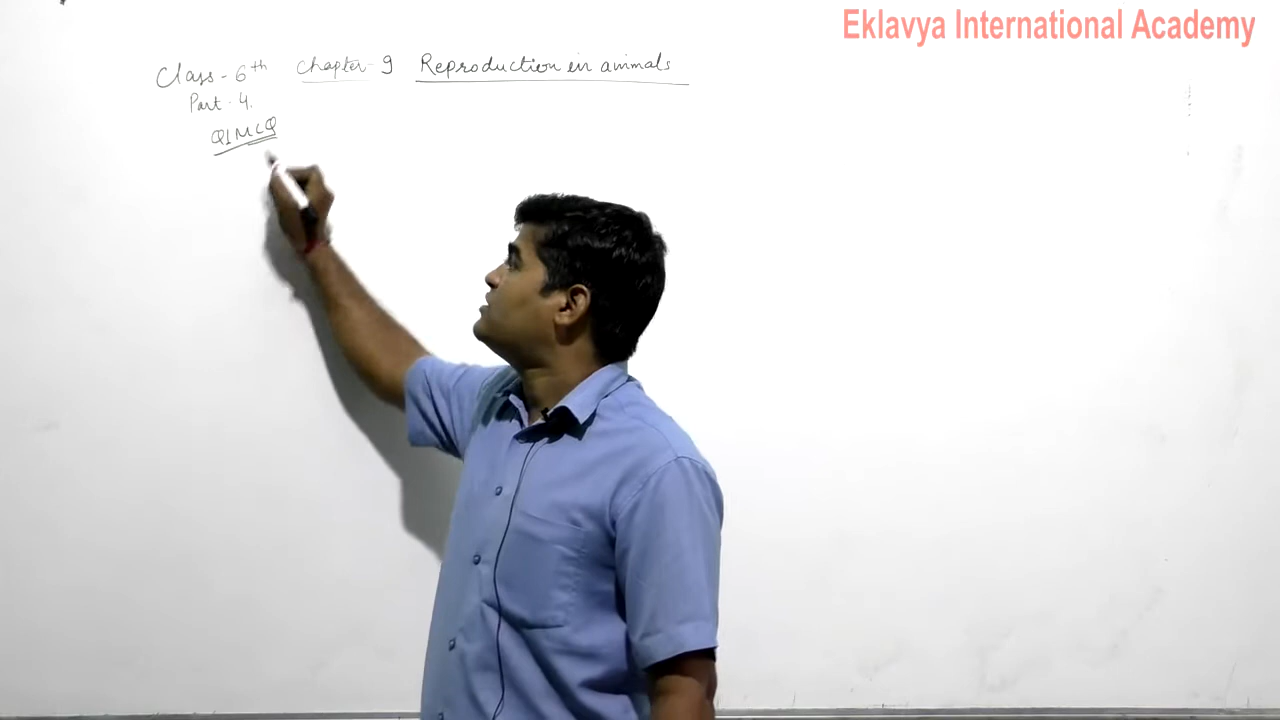 Eklavya International Academy
Class - 6th Chapter - 9 Reproduction in animals
Part - 4.
Q1 MCQ